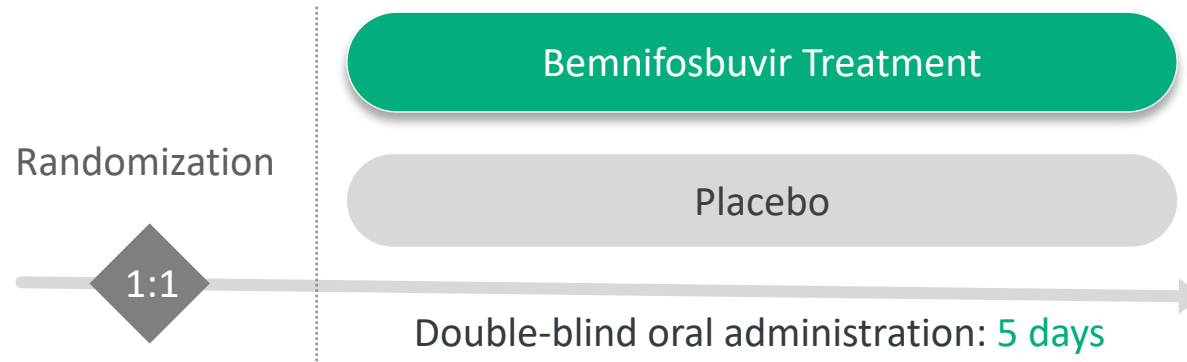 Bemnifosbuvir Treatment
Randomization
Placebo
1:1
Double-blind oral administration: 5 days